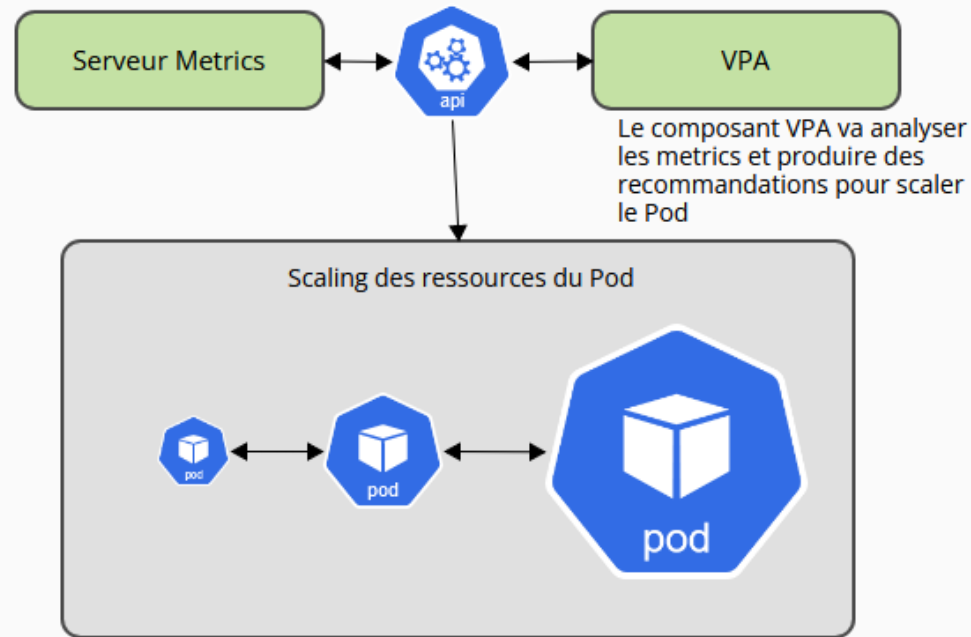 Serveur Metrics
api
VPA
Le composant VPA va analyser
les metrics et produire des
recommandations pour scaler
le Pod
Scaling des ressources du Pod
pod
pod
pod